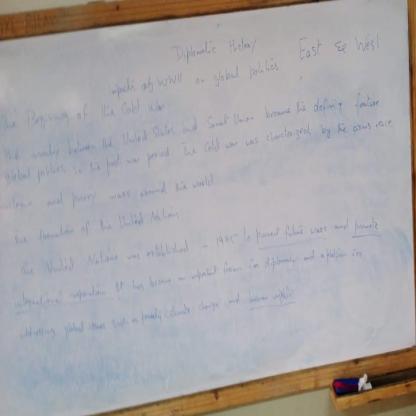 Diplomatic History East & West
impacts of WWII on global politics
The Beginning of the Cold War
the rivalry between the United States and Soviet Union became the defining feature
global politics in the post war period. The Cold war was characterized by the arms race
and proxy wars around the world
the formation of the United Nations
The United Nations was established in 1945 to prevent future wars and promote
international cooperation It has become an important forum for diplomacy and a platform for
addressing global issues such as poverty climate change and human rights